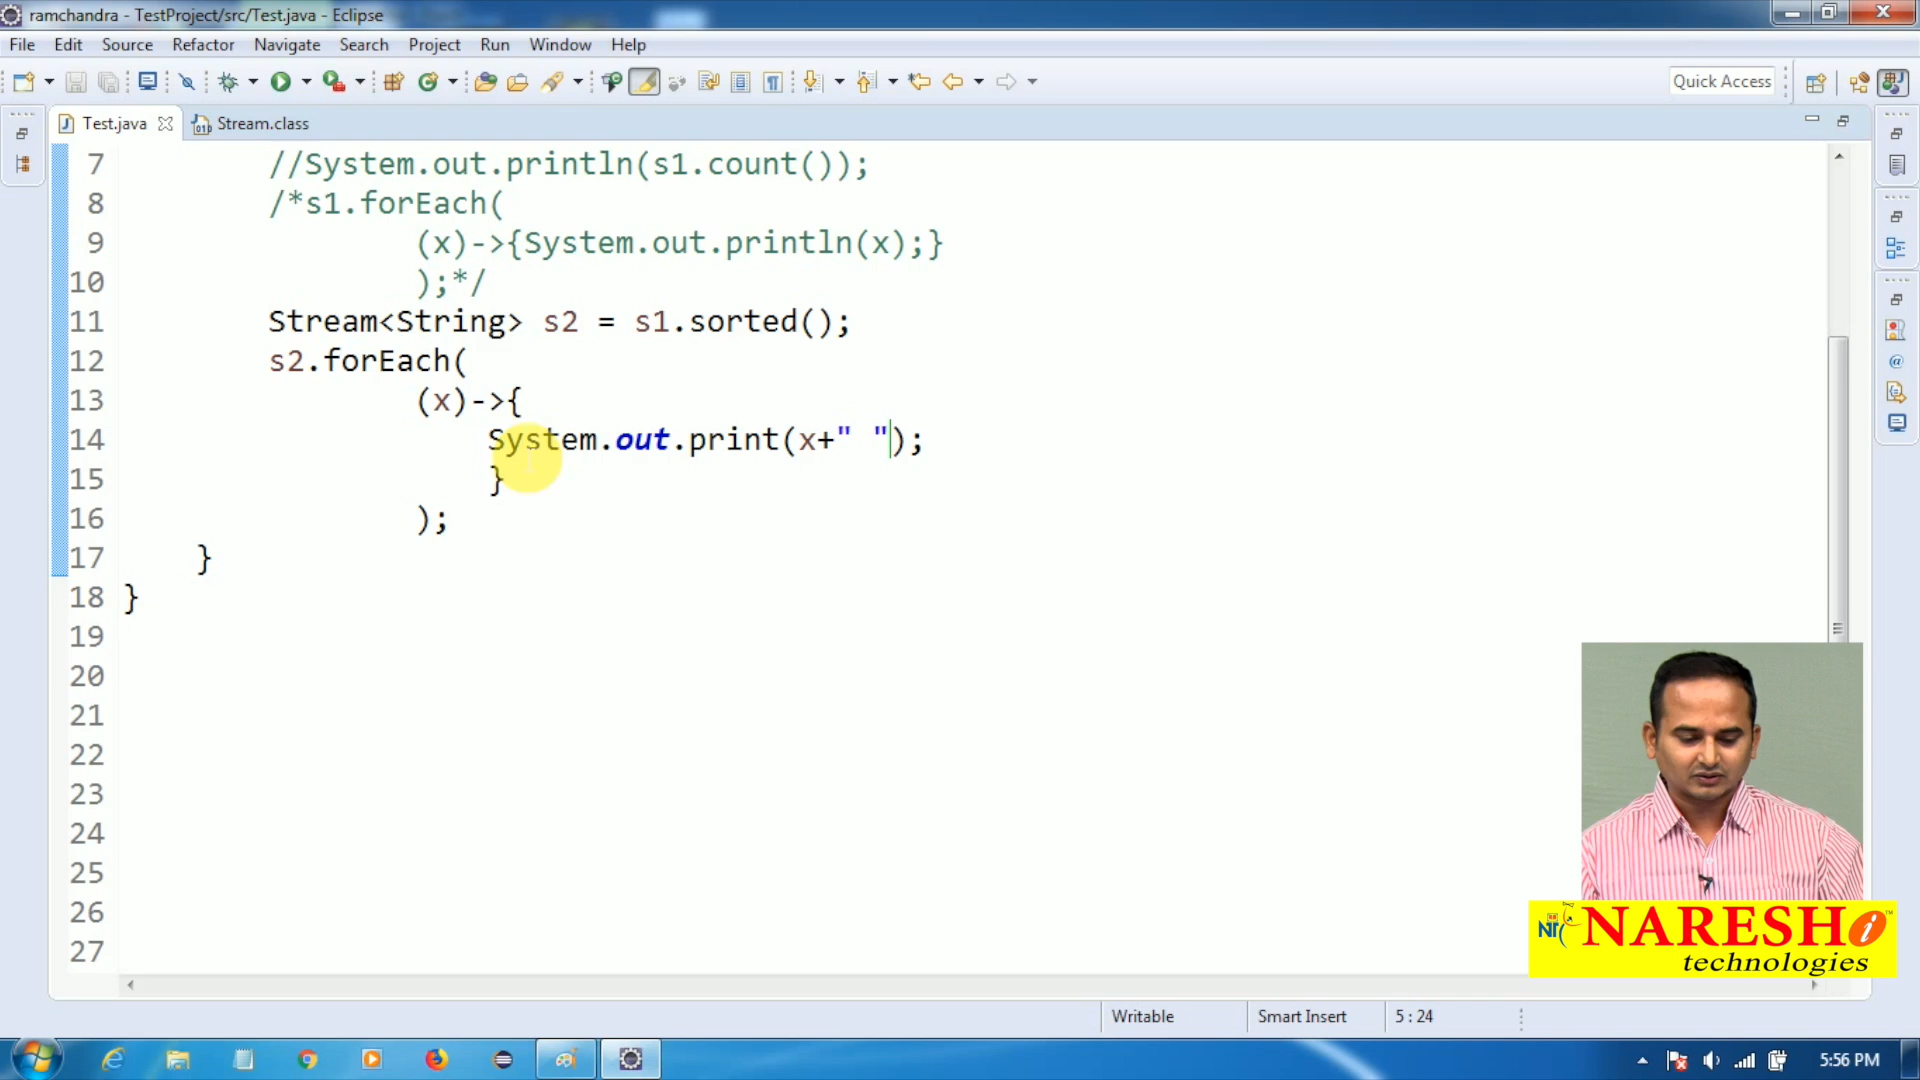 ramchandra - TestProject/src/Test.java - Eclipse
File Edit Source Refactor Navigate Search Project Run Window Help
Quick Access
Test.java
Stream.class
7 //System.out.println(s1.count());
8 /*s1.forEach(
9 (x)->{System.out.println(x);}
10 );*/
11 Stream<String> s2 = s1.sorted();
12 s2.forEach(
13 (x)->{
14 System.out.print(x+" ");
15 }
16 );
17 }
18 }
19
20
21
22
23
24
25
26
27
NARESHi
technologies
Writable Smart Insert 5 : 24
5:56 PM